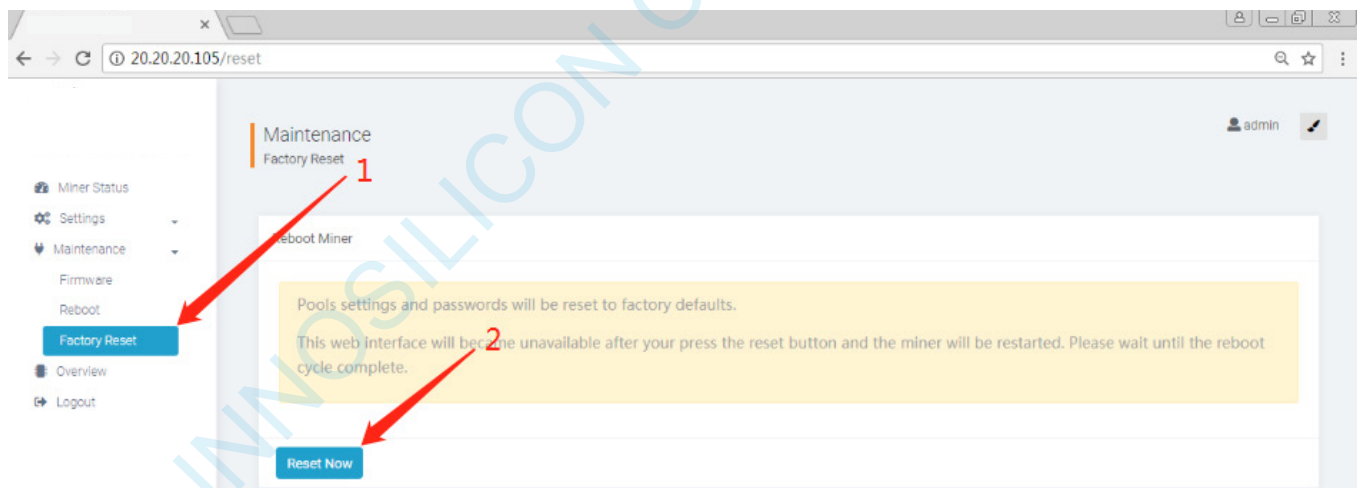 20.20.20.105/reset
admin
Maintenance
Factory Reset
1
Miner Status
Settings
Maintenance
Firmware
Reboot
Factory Reset
Overview
Logout
Reboot Miner
Pools settings and passwords will be reset to factory defaults.
This web interface will became unavailable after your press the reset button and the miner will be restarted. Please wait until the reboot
cycle complete.
2
Reset Now
INNOSILICON